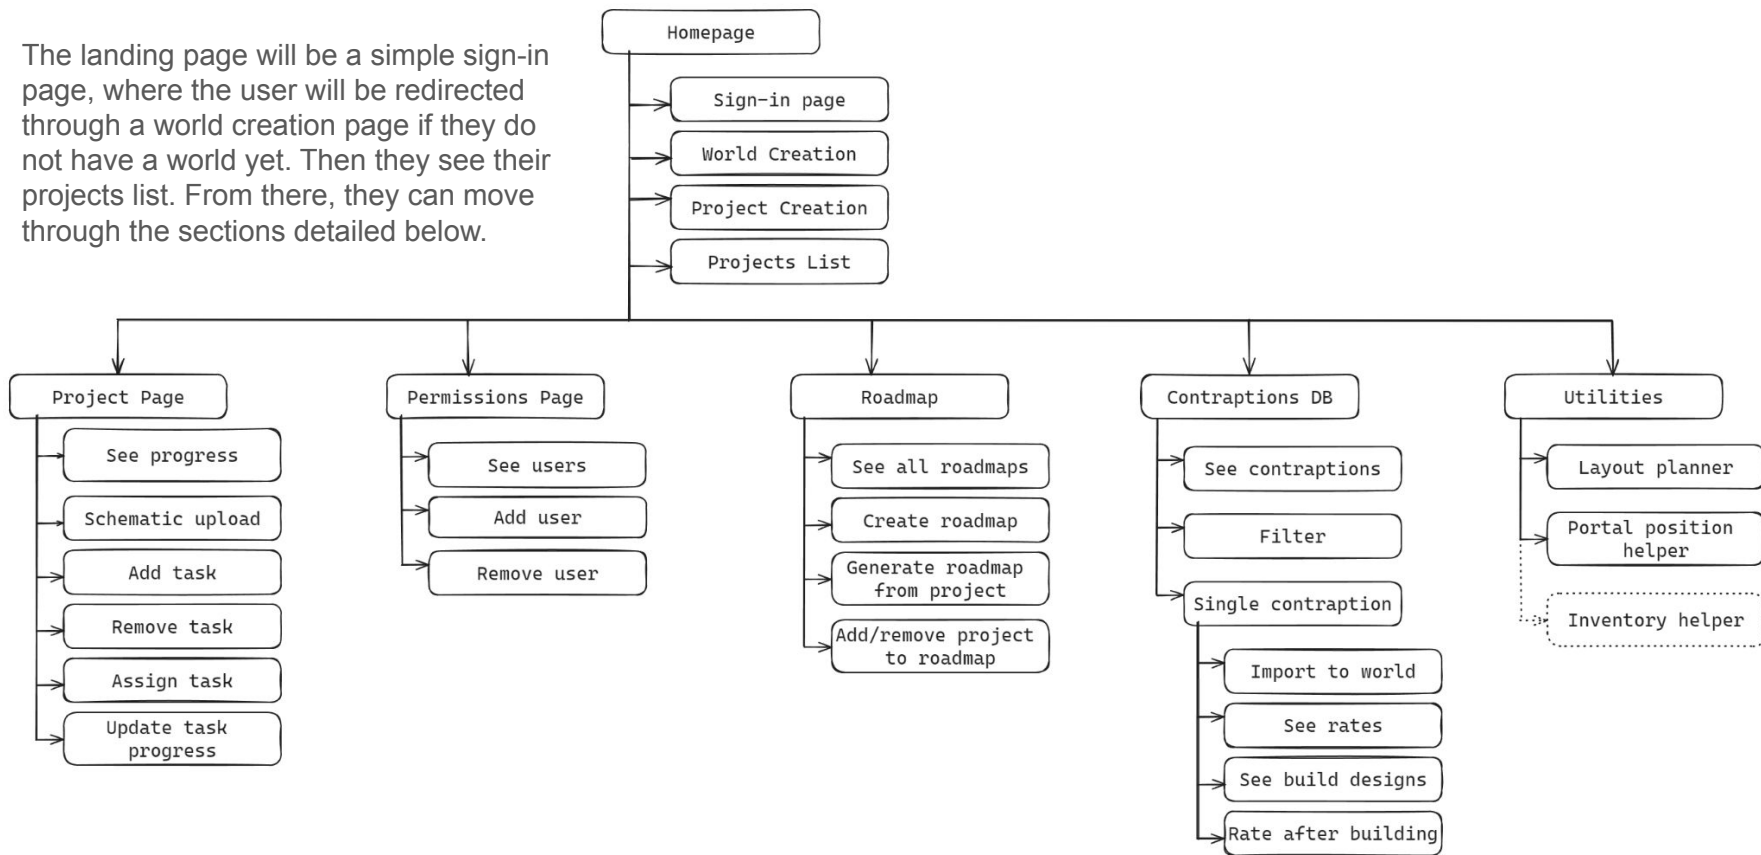 Homepage
The landing page will be a simple sign-in
page, where the user will be redirected
through a world creation page if they do
not have a world yet. Then they see their
projects list. From there, they can move
through the sections detailed below.
Sign-in page
World Creation
Project Creation
Projects List
Project Page
See progress
Schematic upload
Add task
Remove task
Assign task
Update task
progress
Permissions Page
See users
Add user
Remove user
Roadmap
See all roadmaps
Create roadmap
Generate roadmap
from project
Add/remove project
to roadmap
Contraptions DB
See contraptions
Filter
Single contraption
Import to world
See rates
See build designs
Rate after building
Utilities
Layout planner
Portal position
helper
Inventory helper